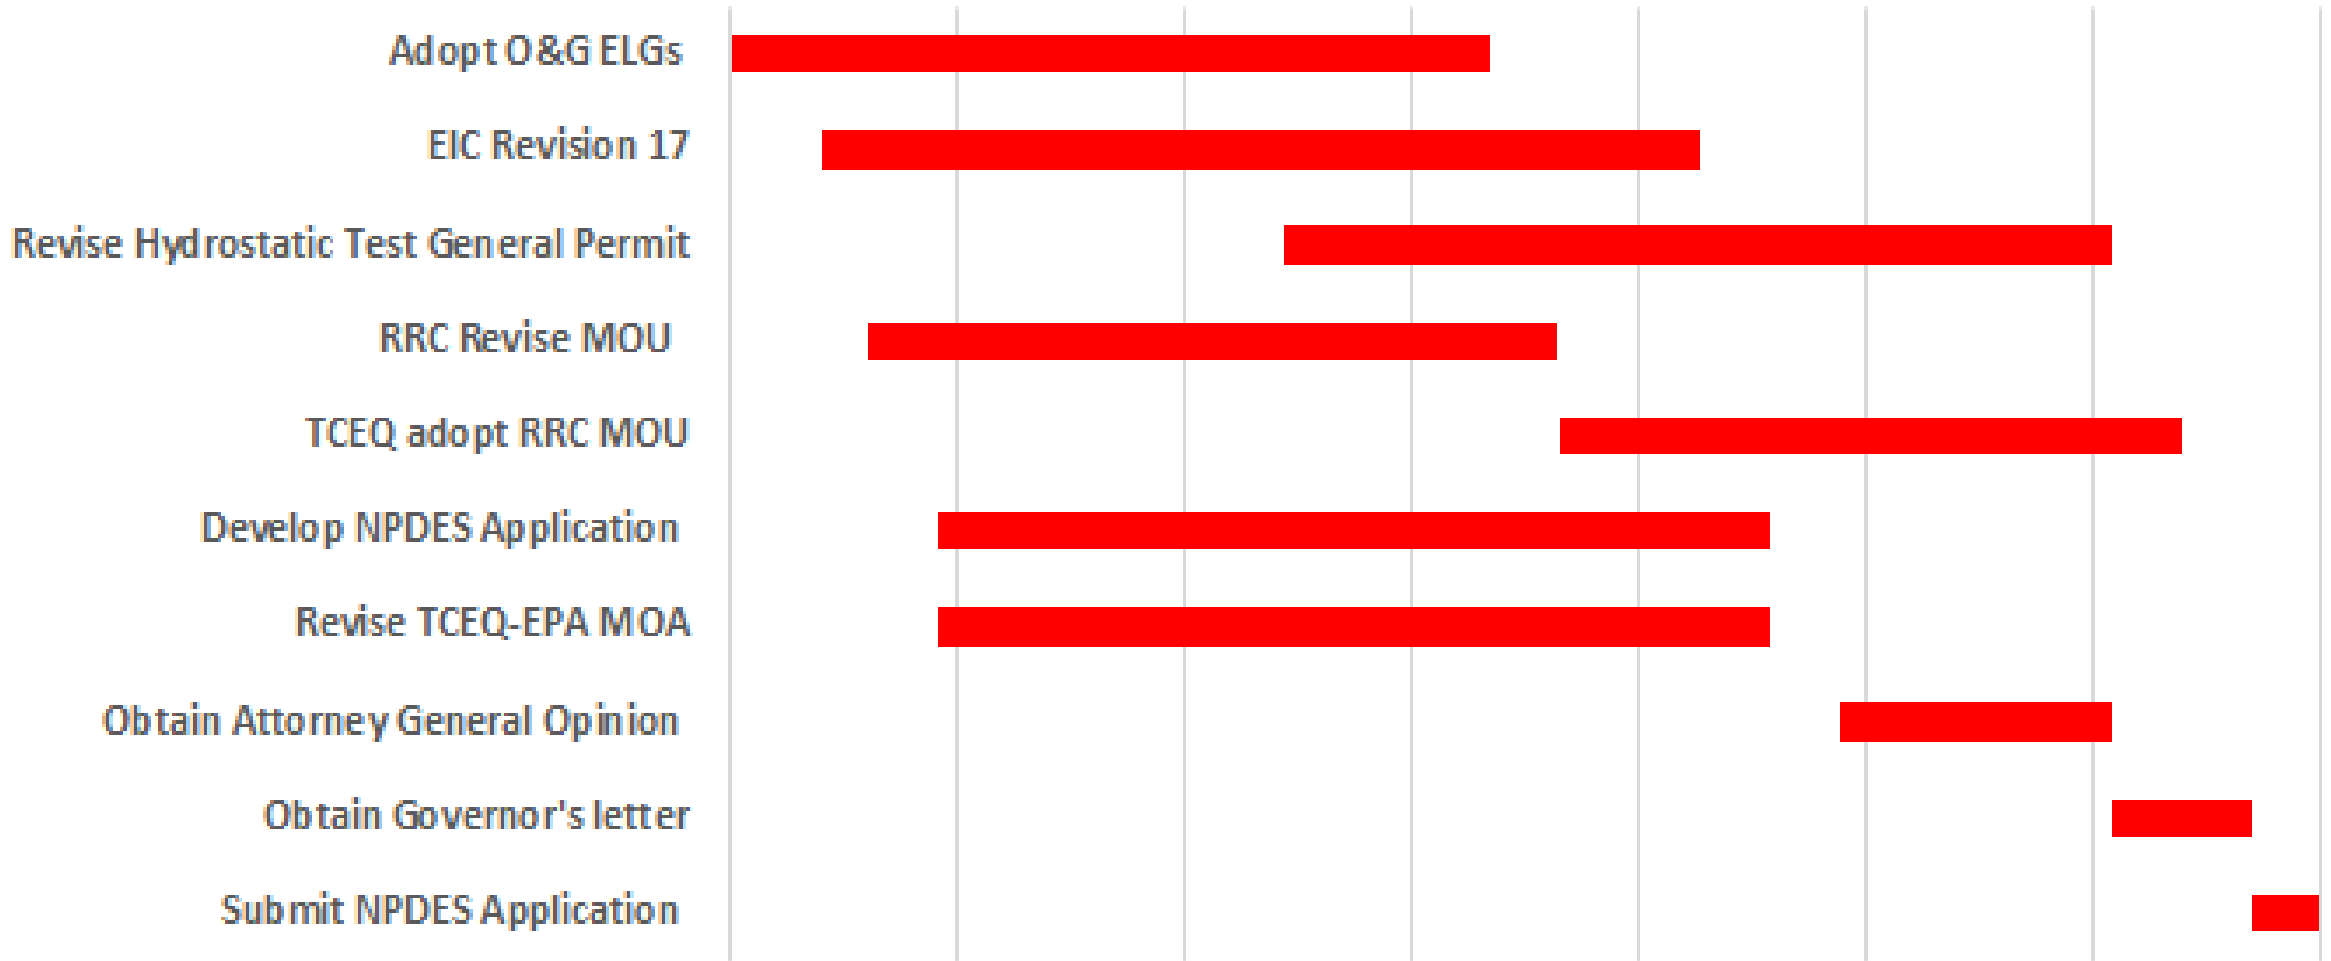 Adopt O&G ELGs
EIC Revision 17
Revise Hydrostatic Test General Permit
RRC Revise MOU
TCEQ adopt RRC MOU
Develop NPDES Application
Revise TCEQ-EPA MOA
Obtain Attorney General Opinion
Obtain Governor's letter
Submit NPDES Application